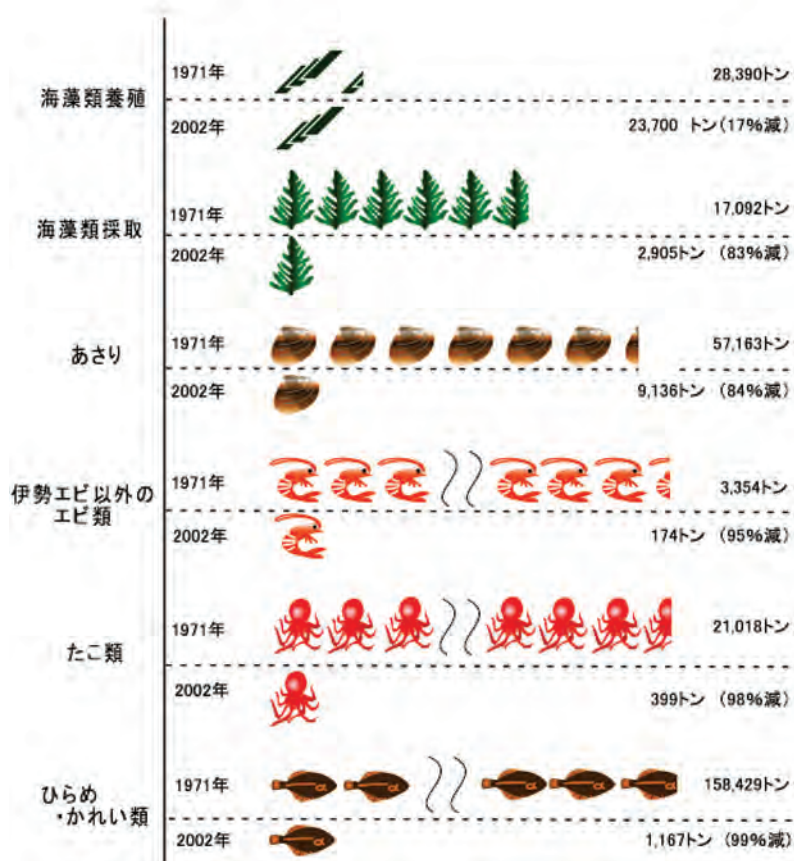 海藻類養殖
1971年 28,390トン
2002年 23,700 トン(17%減)
海藻類採取
1971年 17,092トン
2002年 2,905トン (83%減)
あさり
1971年 57,163トン
2002年 9,136トン (84%減)
伊勢エビ以外の
エビ類
1971年 3,354トン
2002年 174トン (95%減)
たこ類
1971年 21,018トン
2002年 399トン (98%減)
ひらめ
・かれい類
1971年 158,429トン
2002年 1,167トン (99%減)